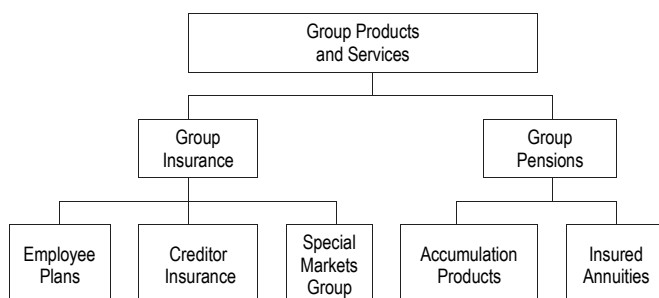 Group Products
and Services
Group
Insurance
Group
Pensions
Employee
Plans
Creditor
Insurance
Special
Markets
Group
Accumulation
Products
Insured
Annuities